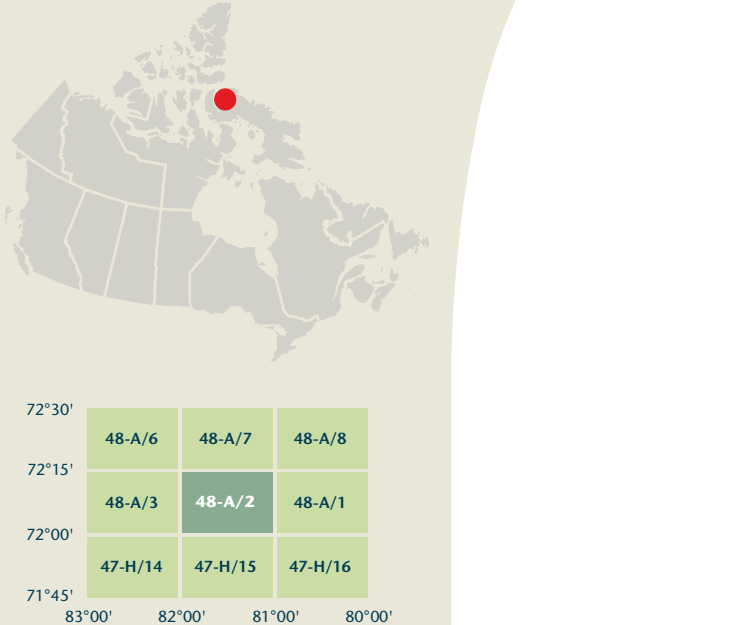 72°30'
48-A/6 48-A/7 48-A/8
72°15'
48-A/3 48-A/2 48-A/1
72°00'
47-H/14 47-H/15 47-H/16
71°45'
83°00' 82°00' 81°00' 80°00'